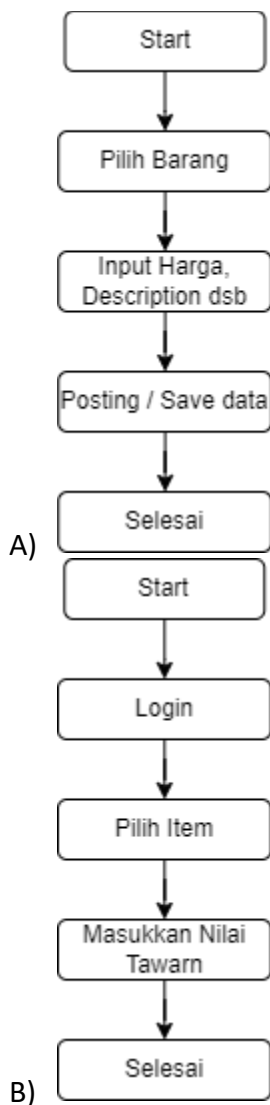 Start
Pilih Barang
Input Harga,
Description dsb
Posting / Save data
Selesai
A)
Start
Login
Pilih Item
Masukkan Nilai
Tawarn
Selesai
B)